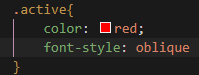 .active{
    color: red;
    font-style: oblique
}